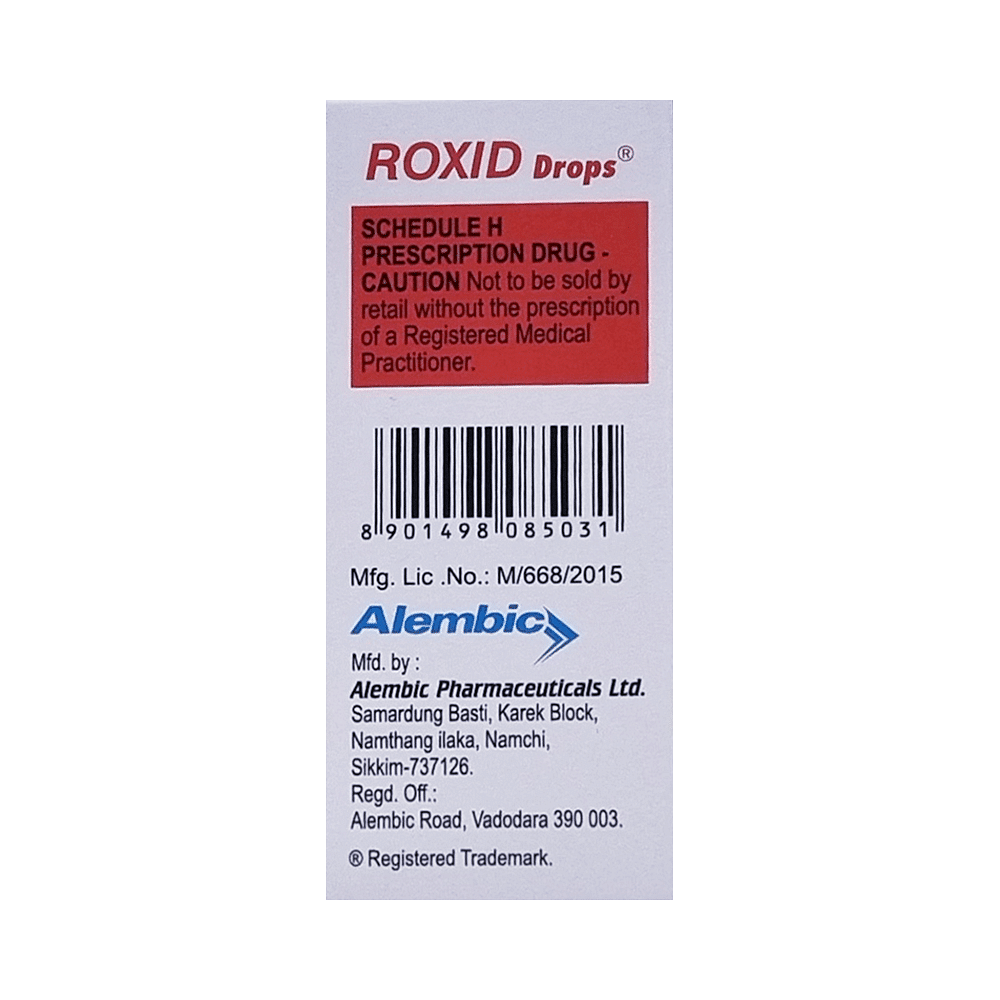 ROXID Drops®
SCHEDULE H
PRESCRIPTION DRUG -
CAUTION Not to be sold by
retail without the prescription
of a Registered Medical
Practitioner.
8 901498 085031
Mfg. Lic .No.: M/668/2015
Alembic
Mfd. by :
Alembic Pharmaceuticals Ltd.
Samardung Basti, Karek Block,
Namthang ilaka, Namchi,
Sikkim-737126.
Regd. Off.:
Alembic Road, Vadodara 390 003.
® Registered Trademark.